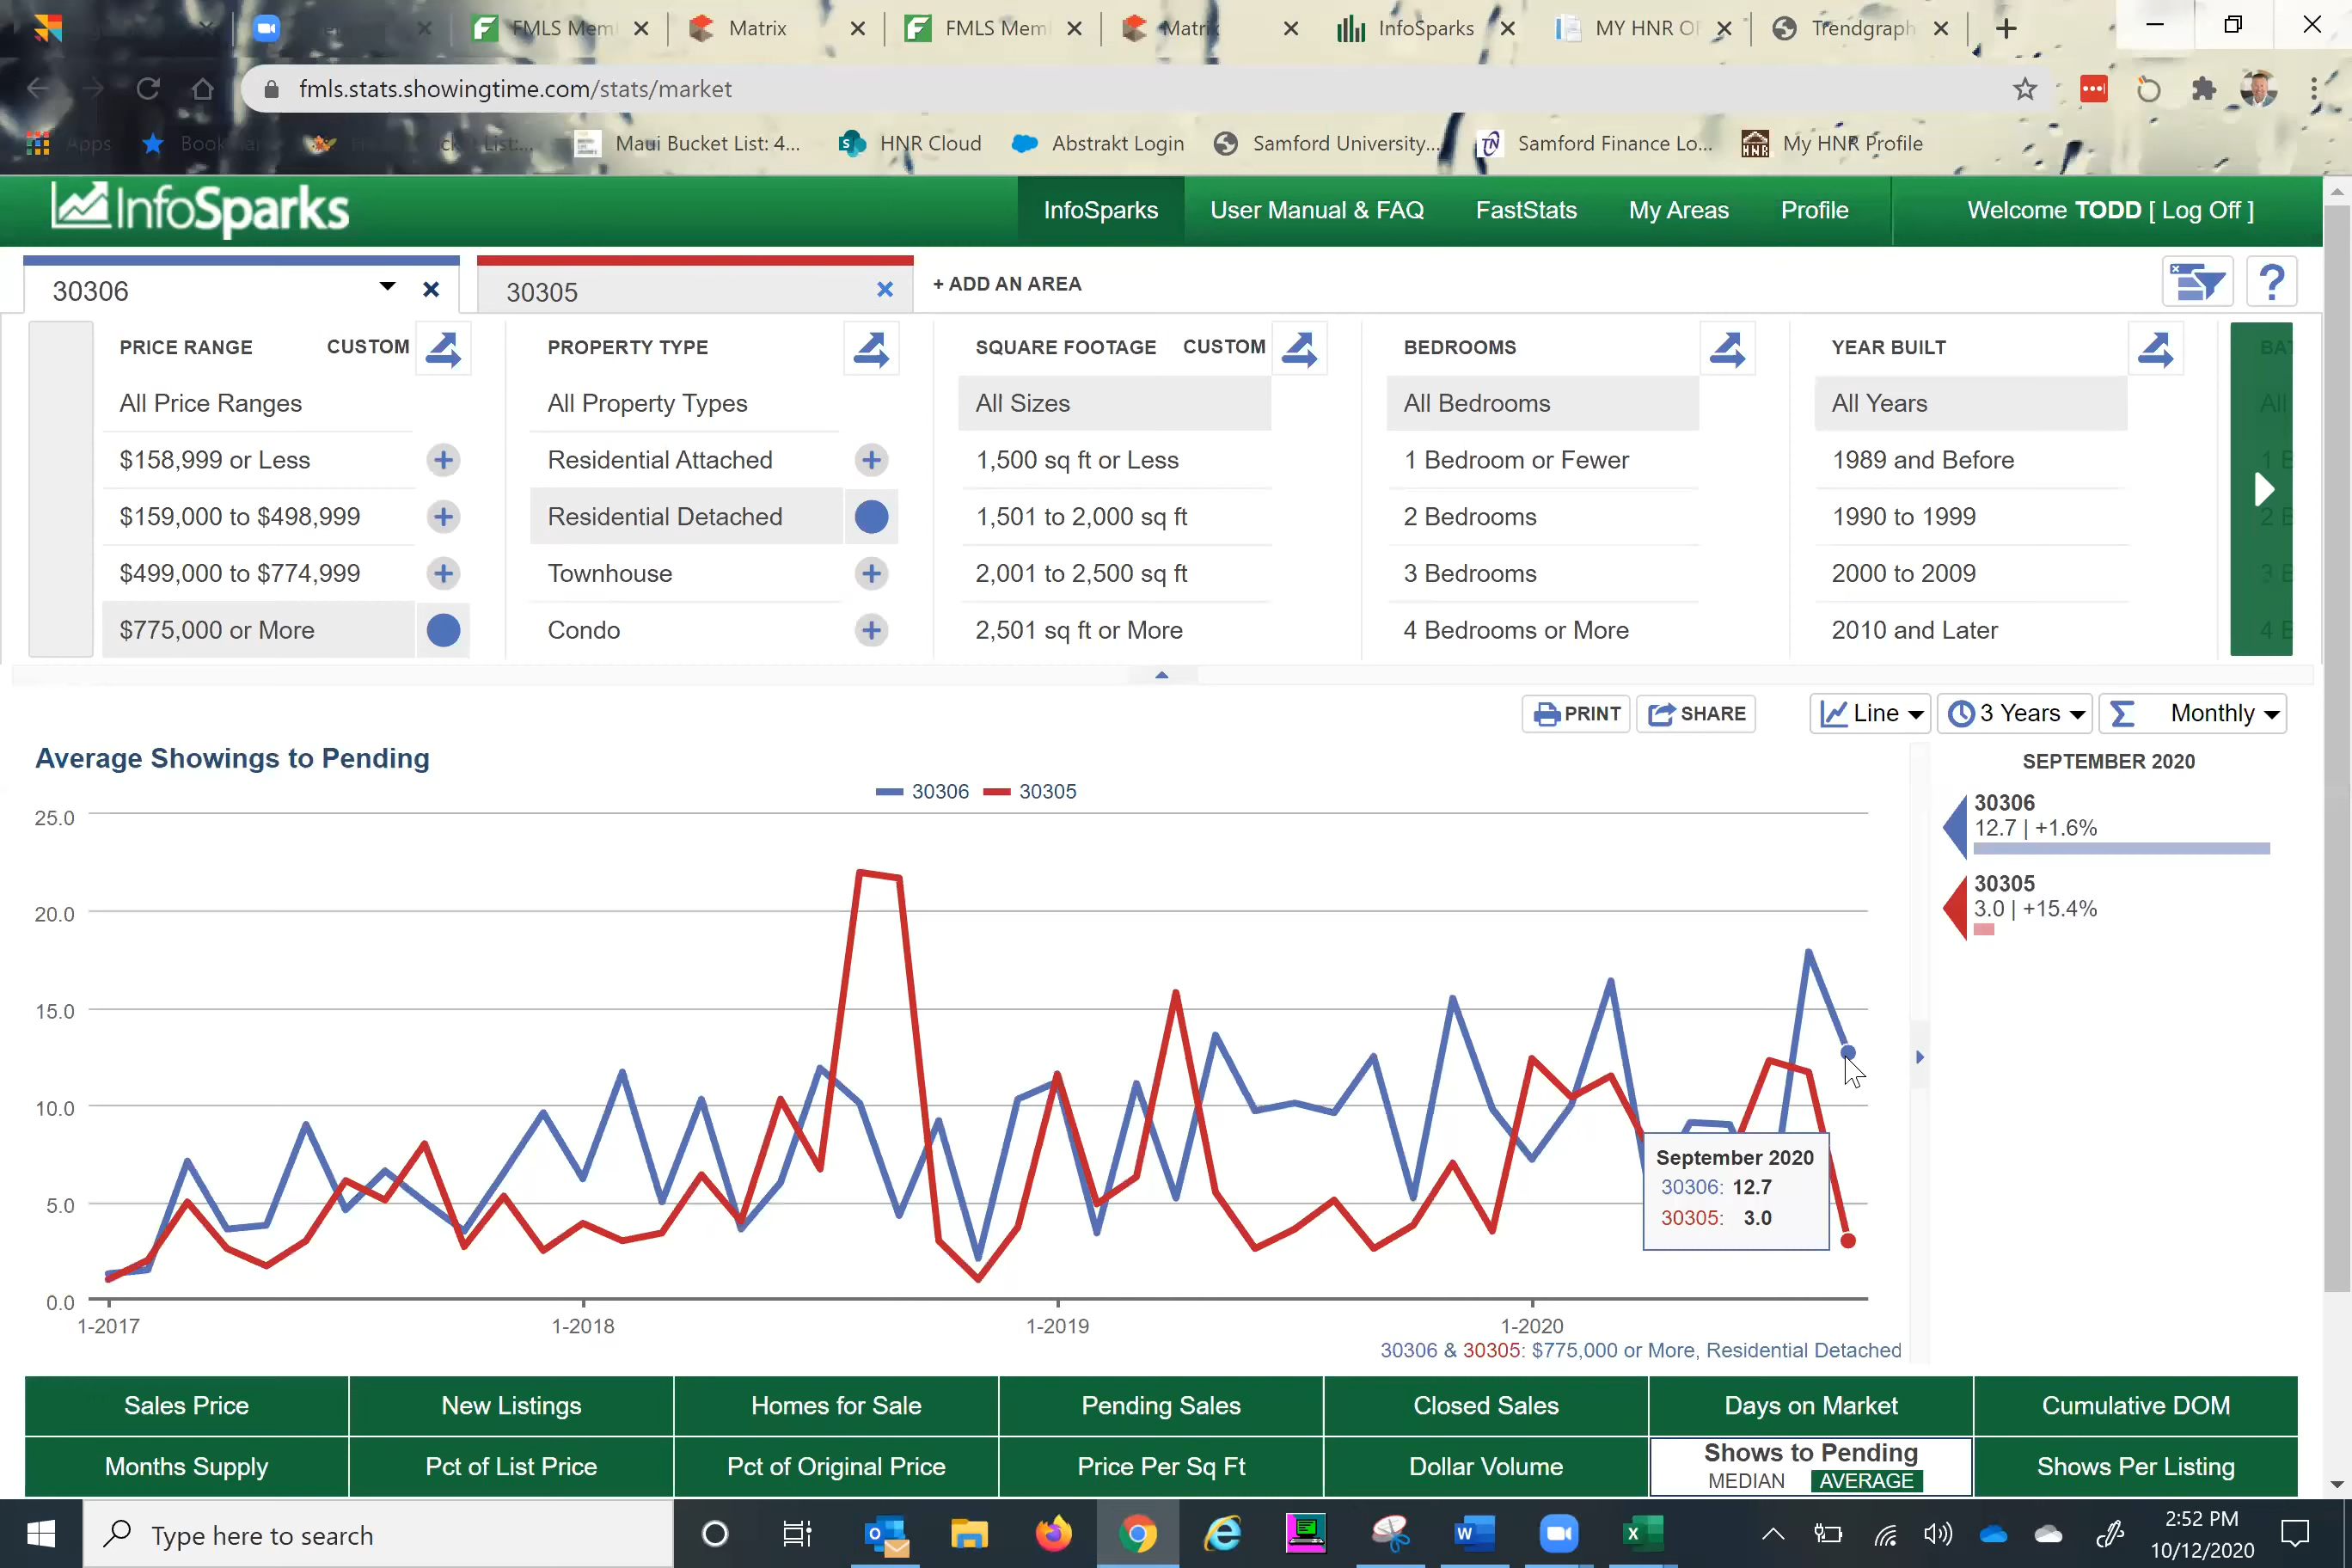 FMLS Mem
Matrix
FMLS Mem
Matrix
InfoSparks
MY HNR OF
Trendgraph
fmls.stats.showingtime.com/stats/market
Apps
Maui Bucket List: 4...
HNR Cloud
Abstrakt Login
Samford University...
Samford Finance Lo...
My HNR Profile
InfoSparks
InfoSparks
User Manual & FAQ
FastStats
My Areas
Profile
Welcome TODD [ Log Off ]
30306
30305
+ ADD AN AREA
?
PRICE RANGE CUSTOM
All Price Ranges
$158,999 or Less
$159,000 to $498,999
$499,000 to $774,999
$775,000 or More
PROPERTY TYPE
All Property Types
Residential Attached
Residential Detached
Townhouse
Condo
SQUARE FOOTAGE CUSTOM
All Sizes
1,500 sq ft or Less
1,501 to 2,000 sq ft
2,001 to 2,500 sq ft
2,501 sq ft or More
BEDROOMS
All Bedrooms
1 Bedroom or Fewer
2 Bedrooms
3 Bedrooms
4 Bedrooms or More
YEAR BUILT
All Years
1989 and Before
1990 to 1999
2000 to 2009
2010 and Later
PRINT
SHARE
Line
3 Years
Monthly
Average Showings to Pending
30306 30305
25.0
20.0
15.0
10.0
5.0
0.0
1-2017
1-2018
1-2019
1-2020
September 2020
30306: 12.7
30305: 3.0
30306 & 30305: $775,000 or More, Residential Detached
SEPTEMBER 2020
30306
12.7 | +1.6%
30305
3.0 | +15.4%
Sales Price
New Listings
Homes for Sale
Pending Sales
Closed Sales
Days on Market
Cumulative DOM
Months Supply
Pct of List Price
Pct of Original Price
Price Per Sq Ft
Dollar Volume
Shows to Pending
MEDIAN AVERAGE
Shows Per Listing
Type here to search
2:52 PM
10/12/2020